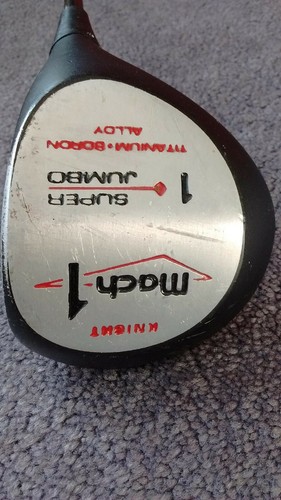 KNIGHT
mach 1
SUPER
JUMBO
1
TITANIUM • BORON
ALLOY